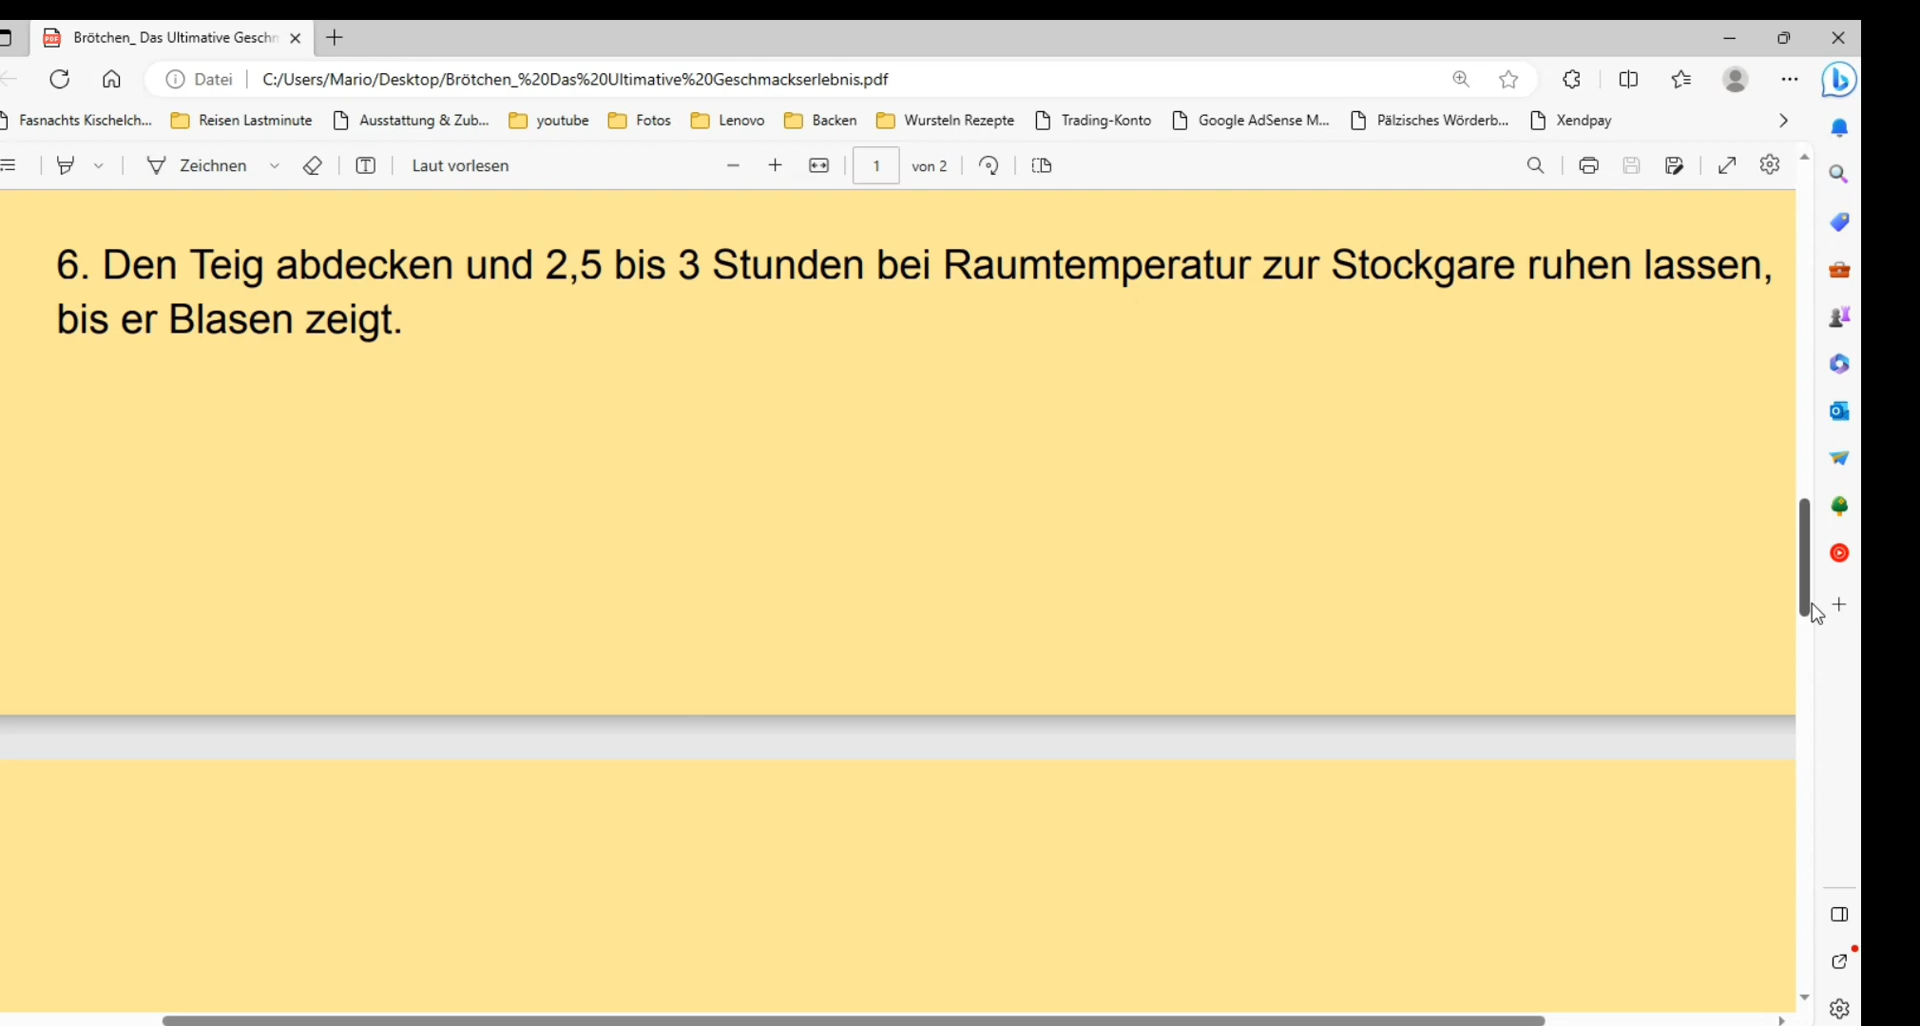 Brötchen_ Das Ultimative Geschm
Datei C:/Users/Mario/Desktop/Brötchen_%20Das%20Ultimative%20Geschmackserlebnis.pdf
Fasnachts Kischelch... Reisen Lastminute Ausstattung & Zub... youtube Fotos Lenovo Backen Wursteln Rezepte Trading-Konto Google AdSense M... Pälzisches Wörderb... Xendpay
Zeichnen Laut vorlesen 1 von 2
6. Den Teig abdecken und 2,5 bis 3 Stunden bei Raumtemperatur zur Stockgare ruhen lassen,
bis er Blasen zeigt.